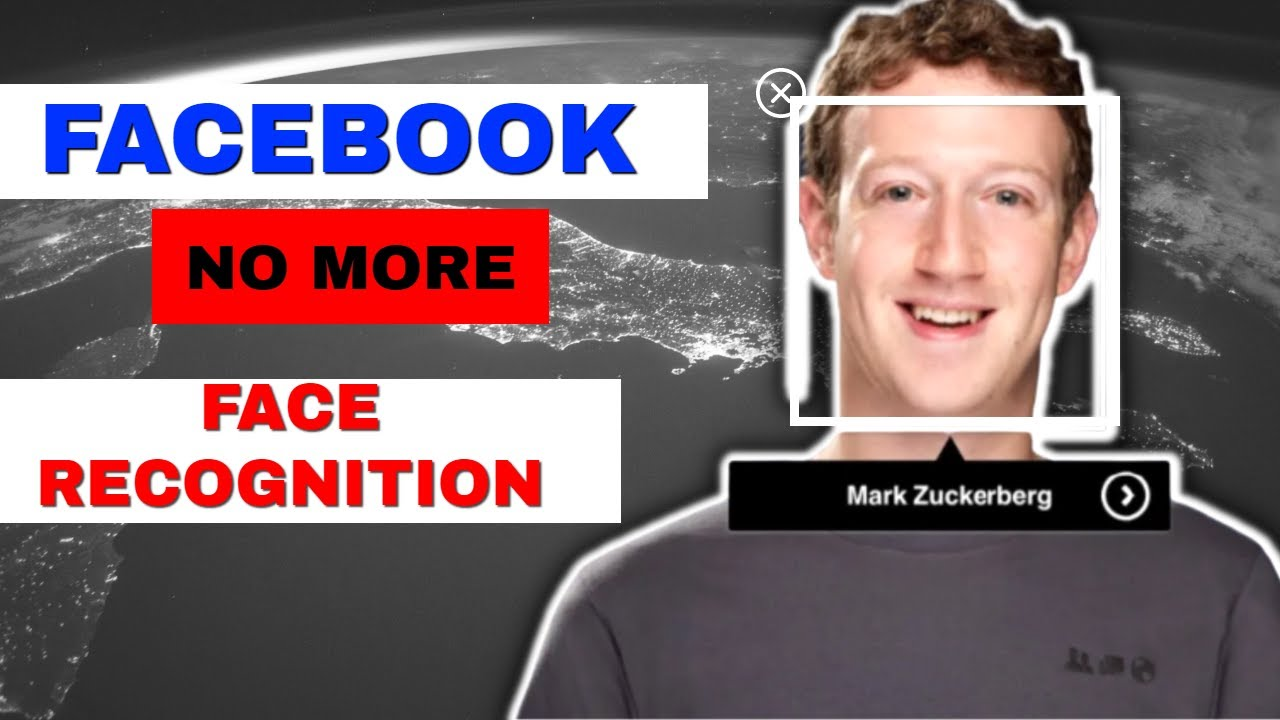 FACEBOOK
NO MORE
FACE
RECOGNITION
Mark Zuckerberg